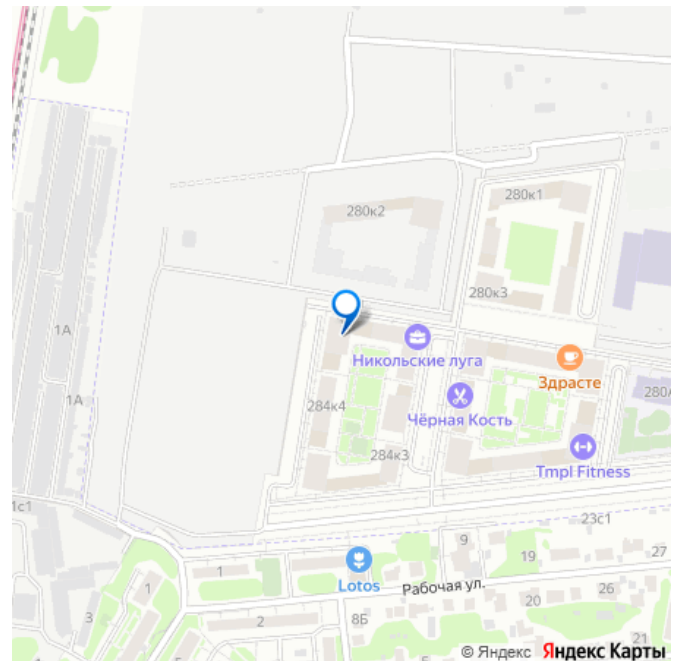 280к1
280к2
280к3
1А
Никольские луга
Здрасте
1А
280А
284к4
Чёрная Кость
284к3
Tmpl Fitness
1с1
23с1
9
19
27
1
1
Lotos
Рабочая ул.
26
20
3
2
8Б
21
© Яндекс Яндекс Карты